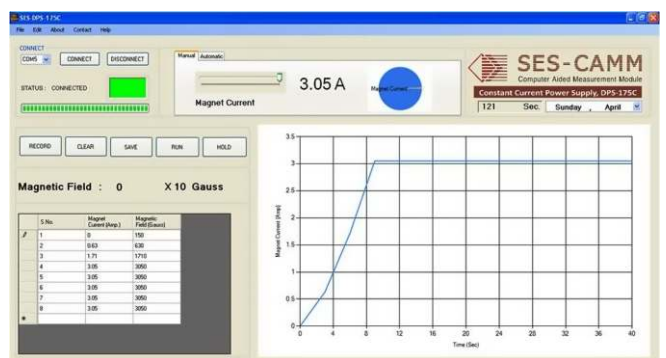 SES-DPS-175C
File Edit About Contact Help
CONNECT
COM5 CONNECT DISCONNECT
STATUS : CONNECTED
Manual Automatic
3.05 A
Magnet Current
Magnet Current
SES-CAMM
Computer Aided Measurement Module
Constant Current Power Supply, DPS-175C
121 Sec. Sunday , April
RECORD CLEAR SAVE RUN HOLD
Magnetic Field : 0 X 10 Gauss
S.No. Magnet Current (Amp.) Magnetic Field (Gauss)
1 0 150
2 0.63 630
3 1.71 1710
4 3.05 3050
5 3.05 3050
6 3.05 3050
7 3.05 3050
8 3.05 3050
Magnet Current (Amp)
3.5
3
2.5
2
1.5
1
0.5
0
0 4 8 12 16 20 24 28 32 36 40
Time (Sec)